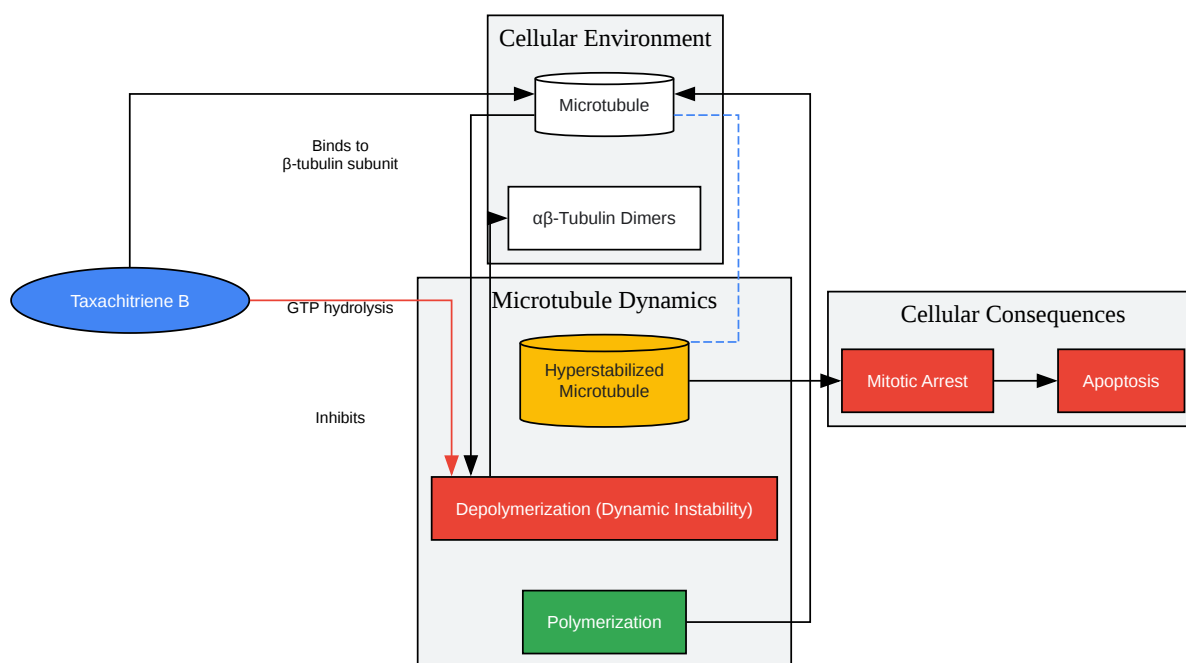 Cellular Environment
Microtubule
Binds to
β-tubulin subunit
αβ-Tubulin Dimers
Taxachitriene B
GTP hydrolysis
Microtubule Dynamics
Cellular Consequences
Hyperstabilized
Microtubule
Mitotic Arrest
Apoptosis
Inhibits
Depolymerization (Dynamic Instability)
Polymerization